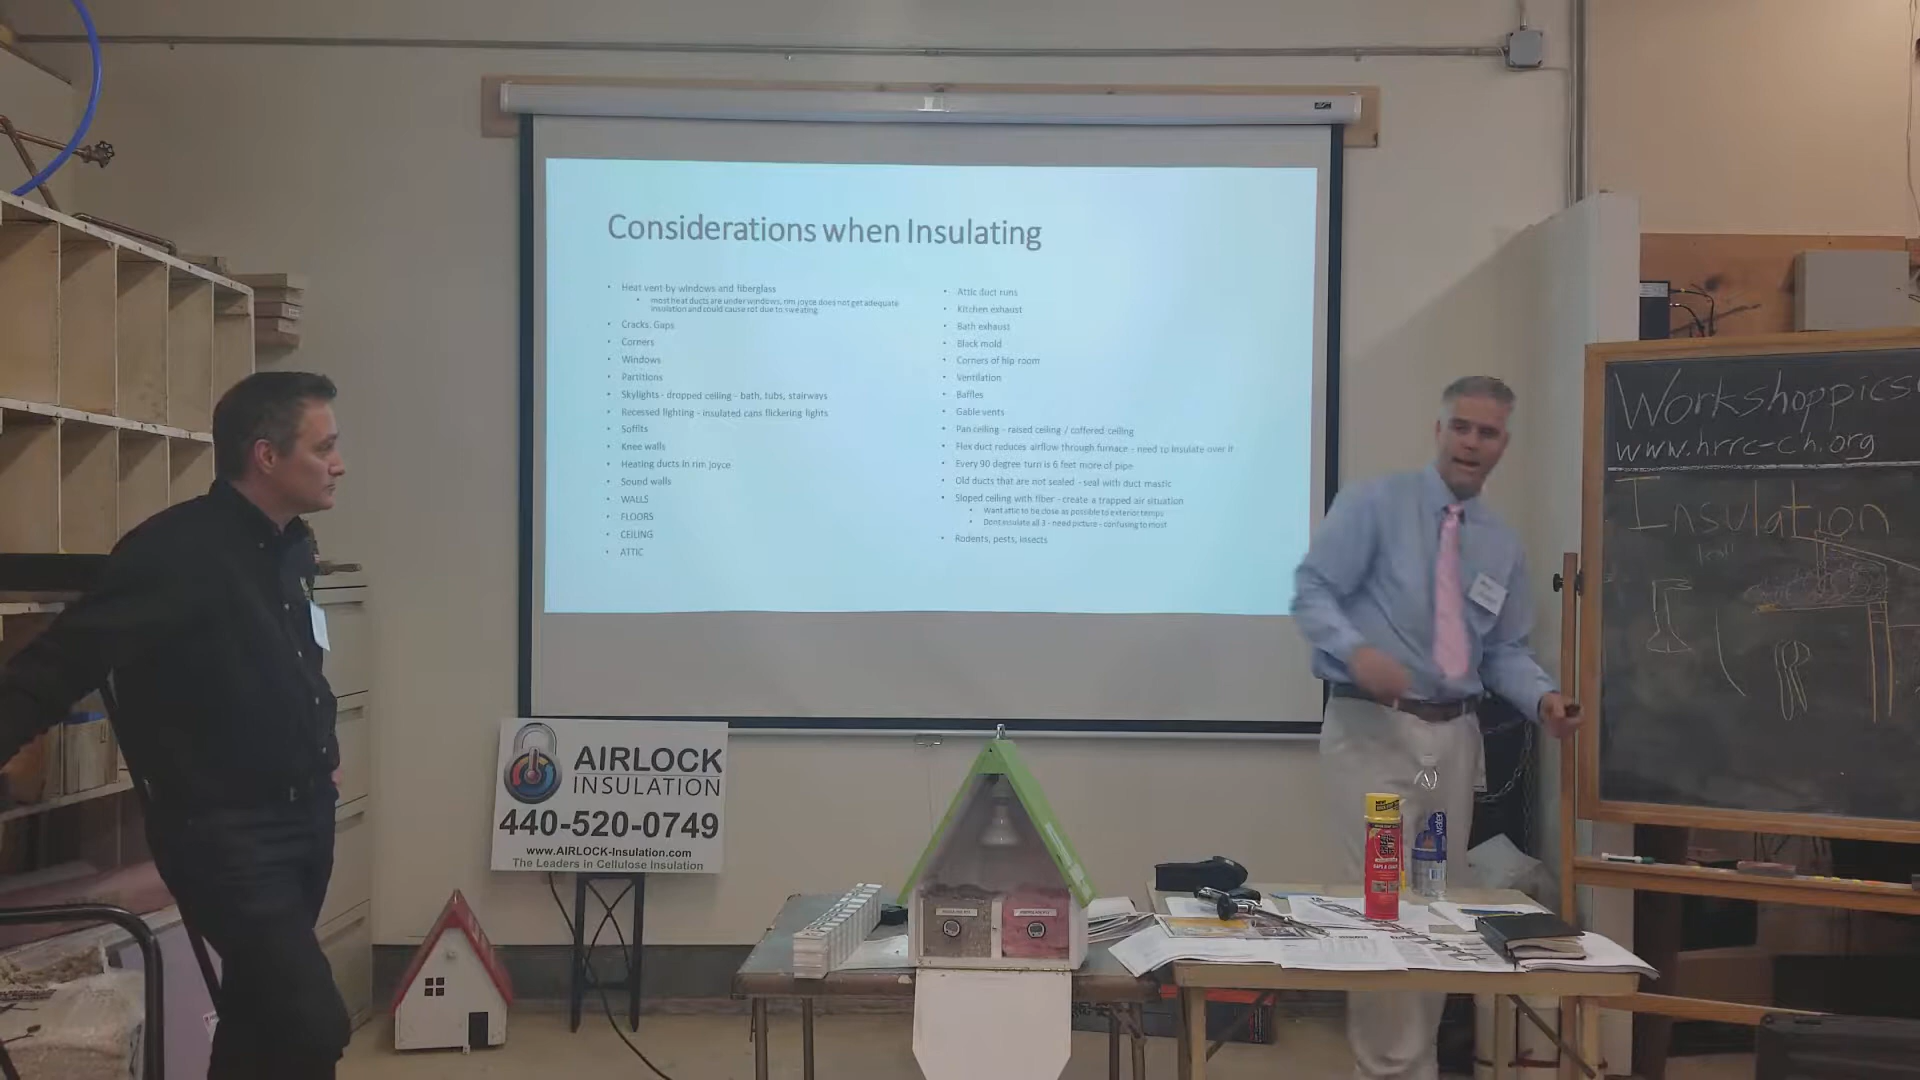 Considerations when Insulating
• Heat vent by windows and fiberglass
• most heat ducts are under windows, rim joyce does not get adequate
insulation and could cause rot due to sweating
• Cracks, Gaps
• Corners
• Windows
• Partitions
• Skylights - dropped ceiling - bath, tubs, stairways
• Recessed lighting - insulated cans flickering lights
• Soffits
• Knee walls
• Heating ducts in rim joyce
• Sound walls
• WALLS
• FLOORS
• CEILING
• ATTIC
• Attic duct runs
• Kitchen exhaust
• Bath exhaust
• Black mold
• Corners of hip room
• Ventilation
• Baffles
• Gable vents
• Pan ceiling - raised ceiling / coffered ceiling
• Flex duct reduces airflow through furnace - need to insulate over it
• Every 90 degree turn is 6 feet more of pipe
• Old ducts that are not sealed - seal with duct mastic
• Sloped ceiling with fiber - create a trapped air situation
• Want attic to be close as possible to exterior temps
• Dont insulate all 3 - need picture - confusing to most
• Rodents, pests, insects
Workshoppics
www.hrrc-ch.org
Insulation
AIRLOCK
INSULATION
440-520-0749
www.AIRLOCK-Insulation.com
The Leaders in Cellulose Insulation
water